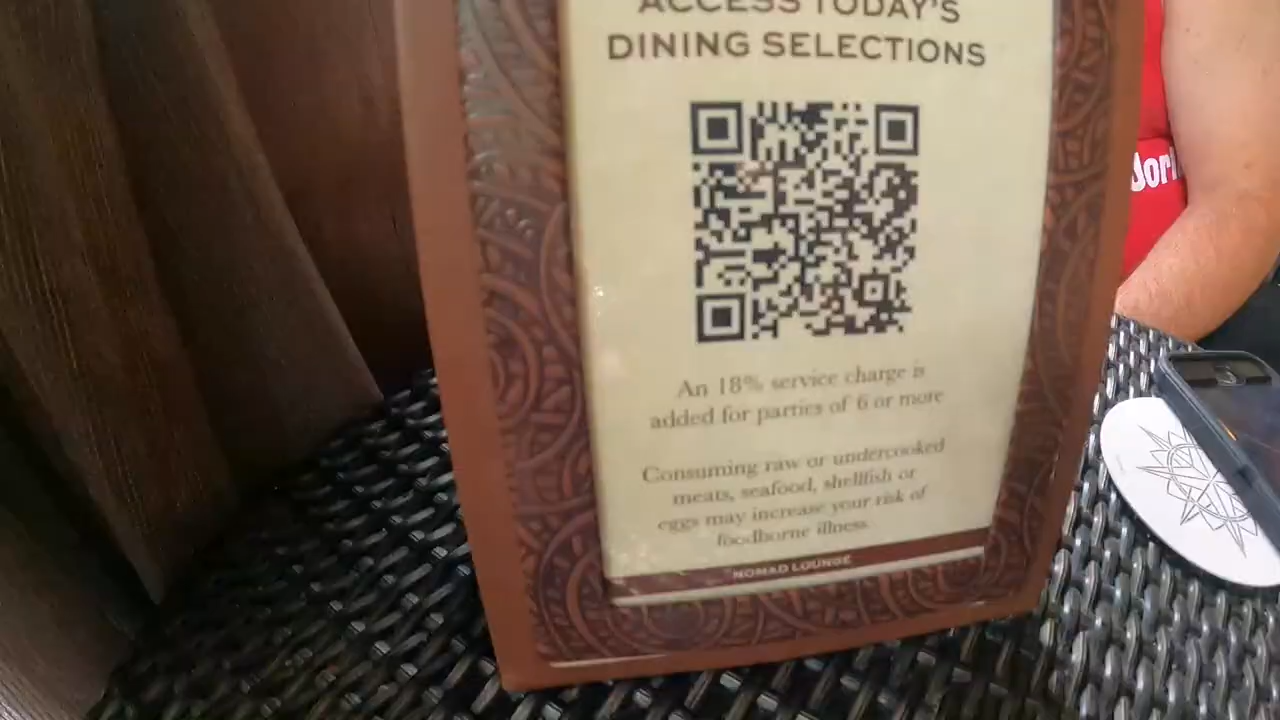 ACCESS TODAY'S
DINING SELECTIONS
An 18% service charge is
added for parties of 6 or more
Consuming raw or undercooked
meats, seafood, shellfish or
eggs may increase your risk of
foodborne illness.
NOMAD LOUNGE